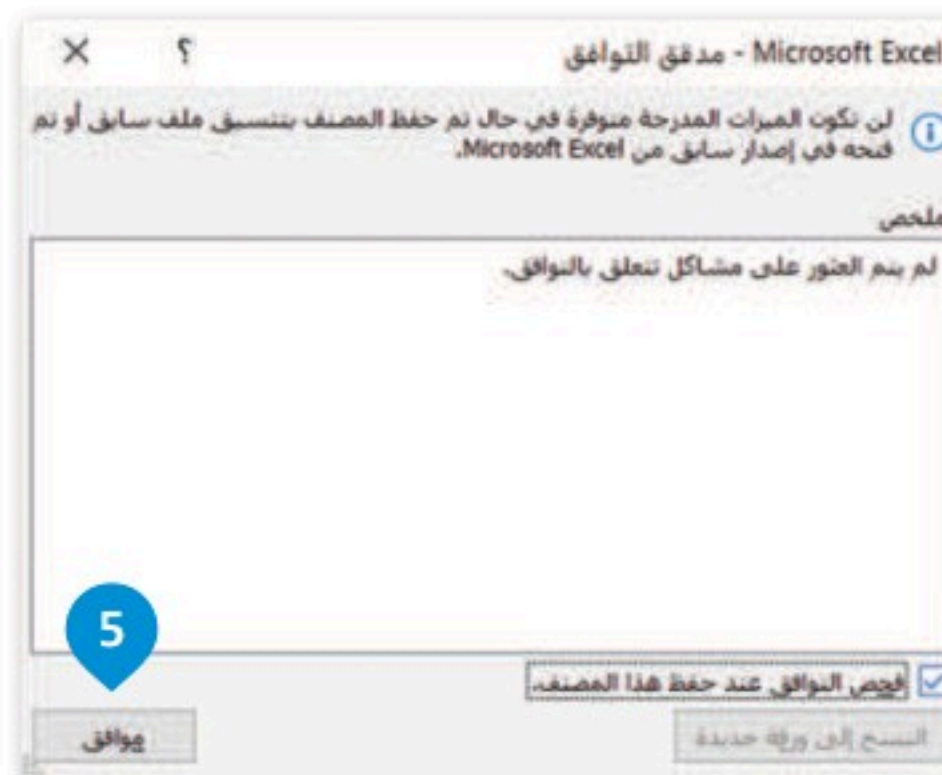 Microsoft Excel - مدقق التوافق ؟ ✕
لن تكون الميزات المدرجة متوفرة في حال تم حفظ المصنف بتنسيق ملف سابق أو تم
فتحه في إصدار سابق من Microsoft Excel.
ملخص
لم يتم العثور على مشاكل تتعلق بالتوافق.
5
فحص التوافق عند حفظ هذا المصنف.
النسخ إلى ورقة جديدة
موافق